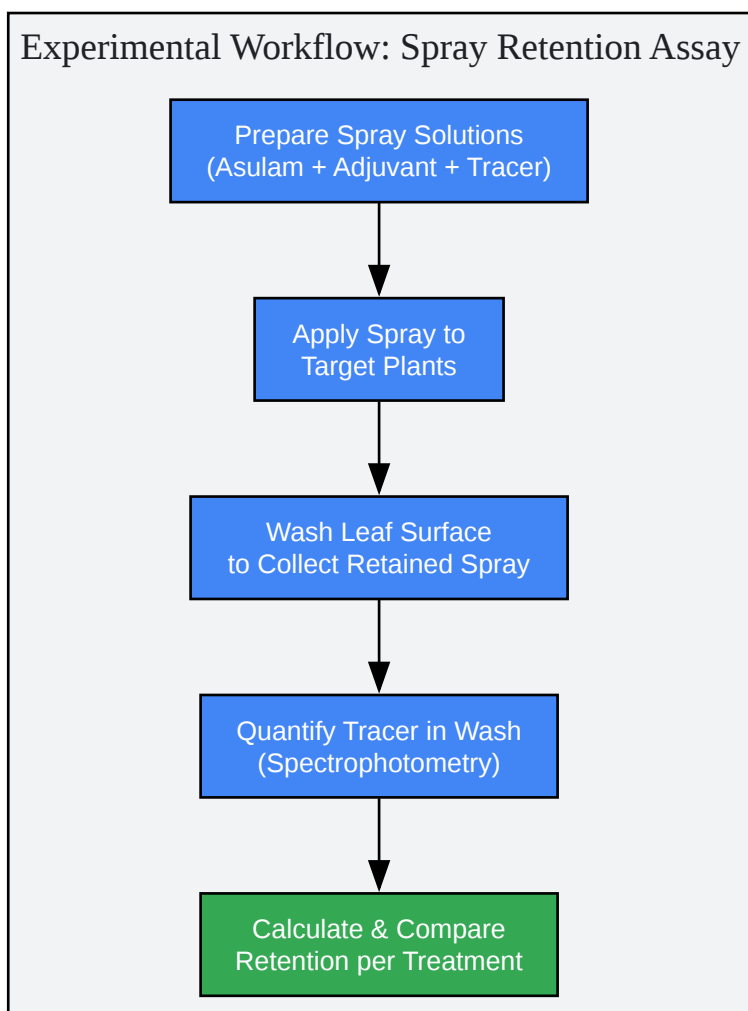 Experimental Workflow: Spray Retention Assay
Prepare Spray Solutions
(Asulam + Adjuvant + Tracer)
Apply Spray to
Target Plants
Wash Leaf Surface
to Collect Retained Spray
Quantify Tracer in Wash
(Spectrophotometry)
Calculate & Compare
Retention per Treatment